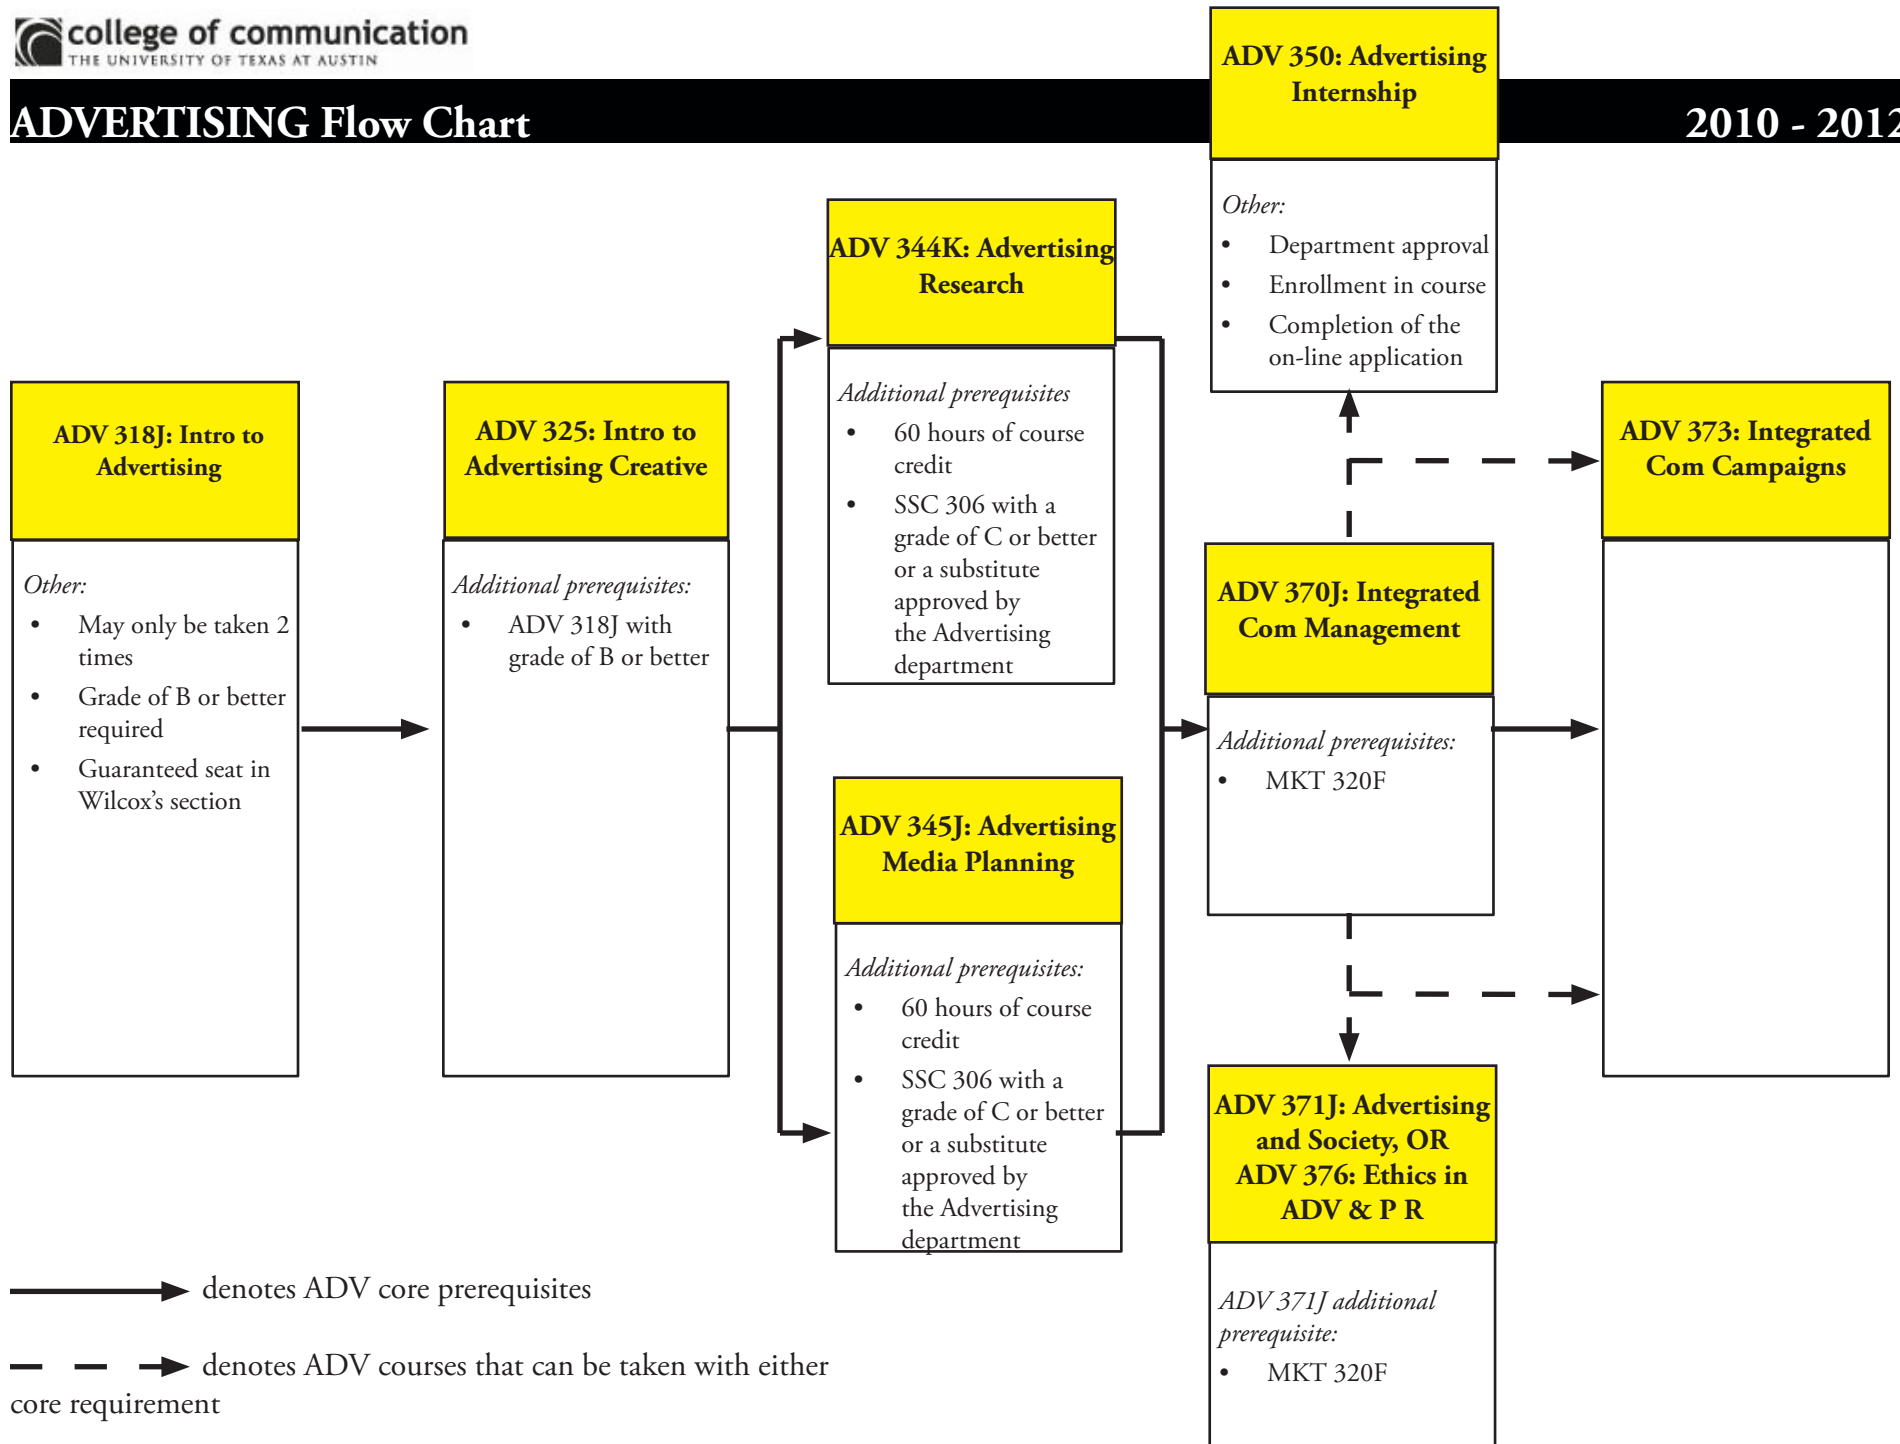 college of communication
THE UNIVERSITY OF TEXAS AT AUSTIN
ADVERTISING Flow Chart
2010 - 2012
ADV 350: Advertising
Internship
Other:
• Department approval
• Enrollment in course
• Completion of the
on-line application
ADV 318J: Intro to
Advertising
Other:
• May only be taken 2
times
• Grade of B or better
required
• Guaranteed seat in
Wilcox's section
ADV 325: Intro to
Advertising Creative
Additional prerequisites:
• ADV 318J with
grade of B or better
ADV 344K: Advertising
Research
Additional prerequisites
• 60 hours of course
credit
• SSC 306 with a
grade of C or better
or a substitute
approved by
the Advertising
department
ADV 345J: Advertising
Media Planning
Additional prerequisites:
• 60 hours of course
credit
• SSC 306 with a
grade of C or better
or a substitute
approved by
the Advertising
department
ADV 370J: Integrated
Com Management
Additional prerequisites:
• MKT 320F
ADV 373: Integrated
Com Campaigns
ADV 371J: Advertising
and Society, OR
ADV 376: Ethics in
ADV & P R
ADV 371J additional
prerequisite:
• MKT 320F
denotes ADV core prerequisites
denotes ADV courses that can be taken with either
core requirement